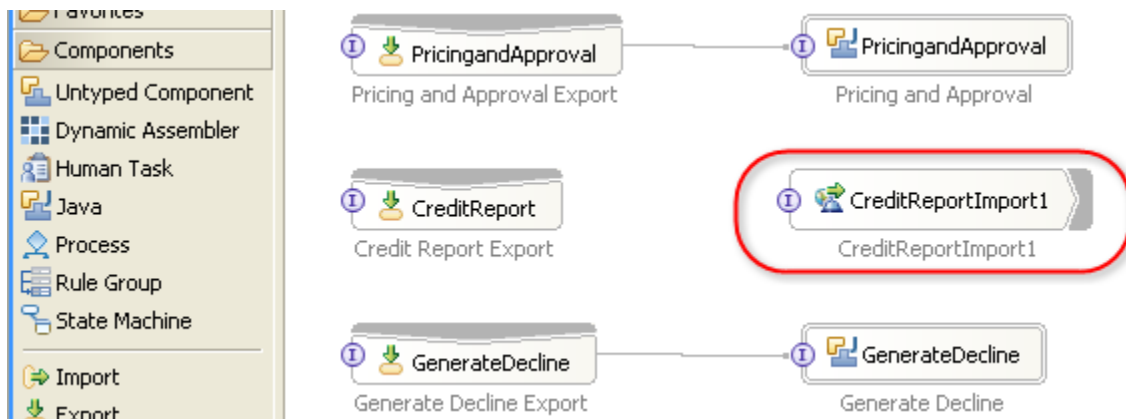 Favorites
Components
Untyped Component
Dynamic Assembler
Human Task
Java
Process
Rule Group
State Machine
Import
Export
I PricingandApproval
Pricing and Approval Export
I PricingandApproval
Pricing and Approval
I CreditReport
Credit Report Export
I CreditReportImport1
CreditReportImport1
I GenerateDecline
Generate Decline Export
I GenerateDecline
Generate Decline